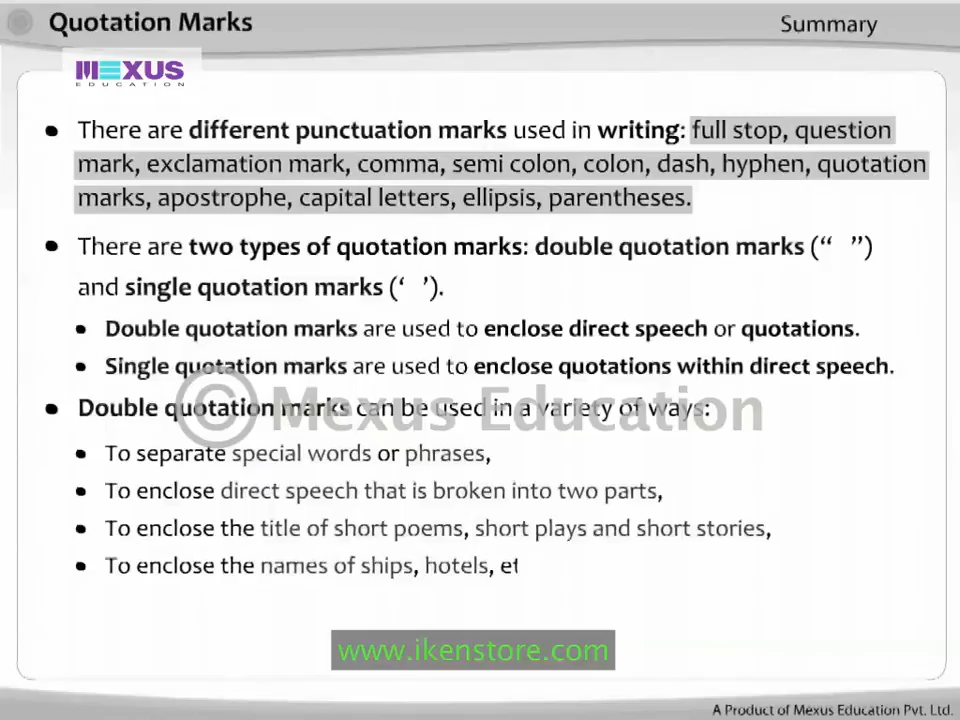 Quotation Marks
Summary
MEXUS
EDUCATION
• There are different punctuation marks used in writing: full stop, question
mark, exclamation mark, comma, semi colon, colon, dash, hyphen, quotation
marks, apostrophe, capital letters, ellipsis, parentheses.
• There are two types of quotation marks: double quotation marks (“ ”)
and single quotation marks (‘ ’).
• Double quotation marks are used to enclose direct speech or quotations.
• Single quotation marks are used to enclose quotations within direct speech.
• Double quotation marks can be used in a variety of ways:
© Mexus Education
• To separate special words or phrases,
• To enclose direct speech that is broken into two parts,
• To enclose the title of short poems, short plays and short stories,
• To enclose the names of ships, hotels, et
www.ikenstore.com
A Product of Mexus Education Pvt. Ltd.